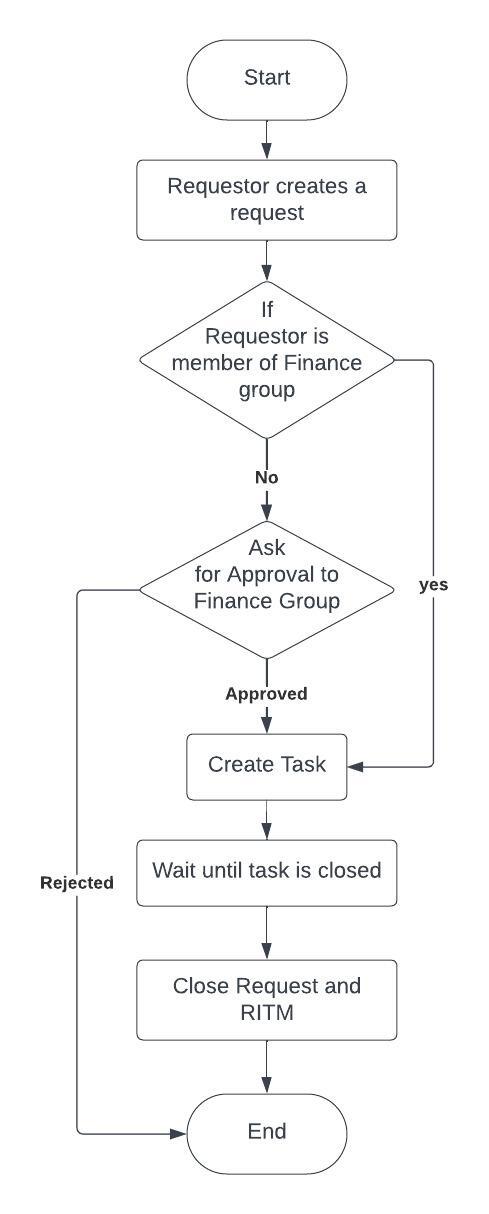 Start
Requestor creates a
request
If
Requestor is
member of Finance
group
No
Ask
for Approval to
Finance Group
yes
Approved
Create Task
Wait until task is closed
Rejected
Close Request and
RITM
End